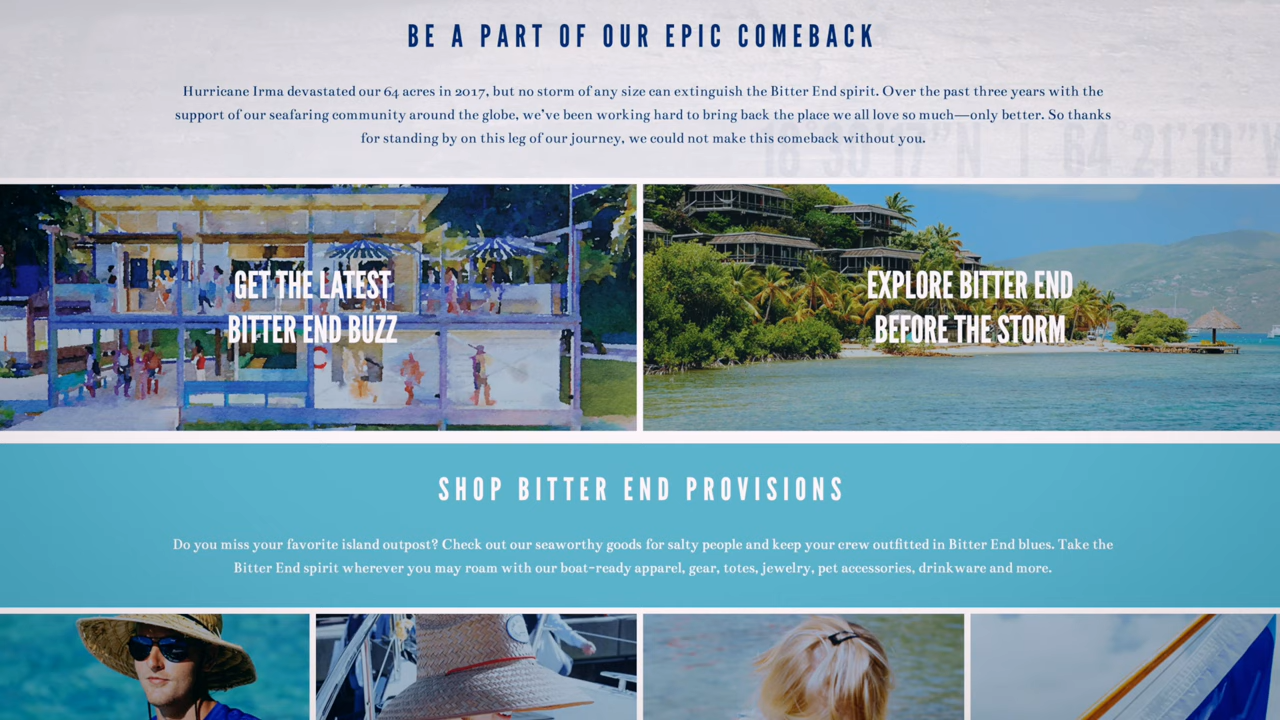 BE A PART OF OUR EPIC COMEBACK
Hurricane Irma devastated our 64 acres in 2017, but no storm of any size can extinguish the Bitter End spirit. Over the past three years with the
support of our seafaring community around the globe, we've been working hard to bring back the place we all love so much—only better. So thanks
for standing by on this leg of our journey, we could not make this comeback without you.
18°30'17"N | 64°21'19"W
GET THE LATEST
BITTER END BUZZ
EXPLORE BITTER END
BEFORE THE STORM
SHOP BITTER END PROVISIONS
Do you miss your favorite island outpost? Check out our seaworthy goods for salty people and keep your crew outfitted in Bitter End blues. Take the
Bitter End spirit wherever you may roam with our boat-ready apparel, gear, totes, jewelry, pet accessories, drinkware and more.